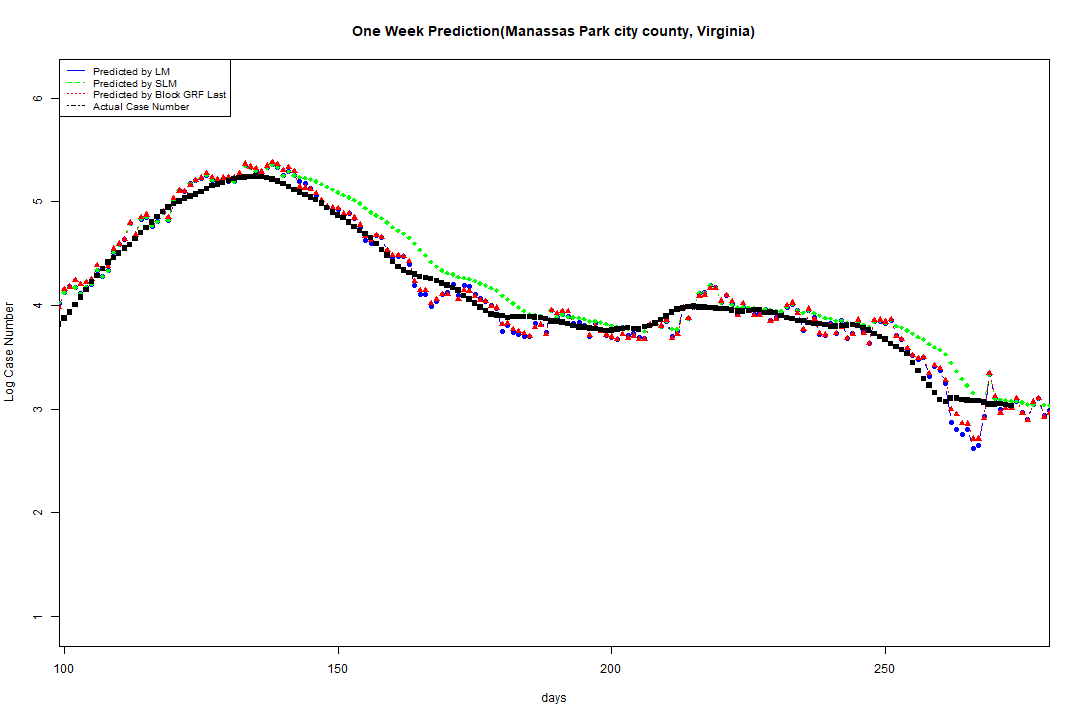 One Week Prediction(Manassas Park city county, Virginia)
Predicted by LM
Predicted by SLM
Predicted by Block GRF Last
Actual Case Number
6
5
4
3
2
1
Log Case Number
100 150 200 250
days